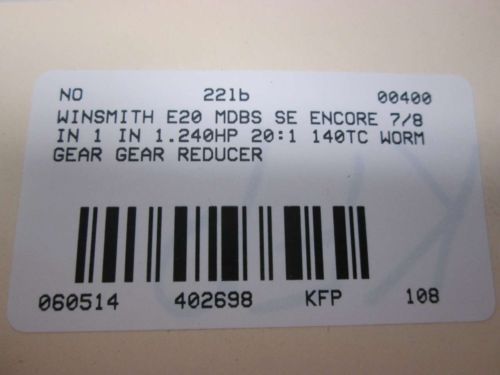 NO 221b 00400
WINSMITH E20 MDBS SE ENCORE 7/8
IN 1 IN 1.240HP 20:1 140TC WORM
GEAR GEAR REDUCER
060514 402698 KFP 108